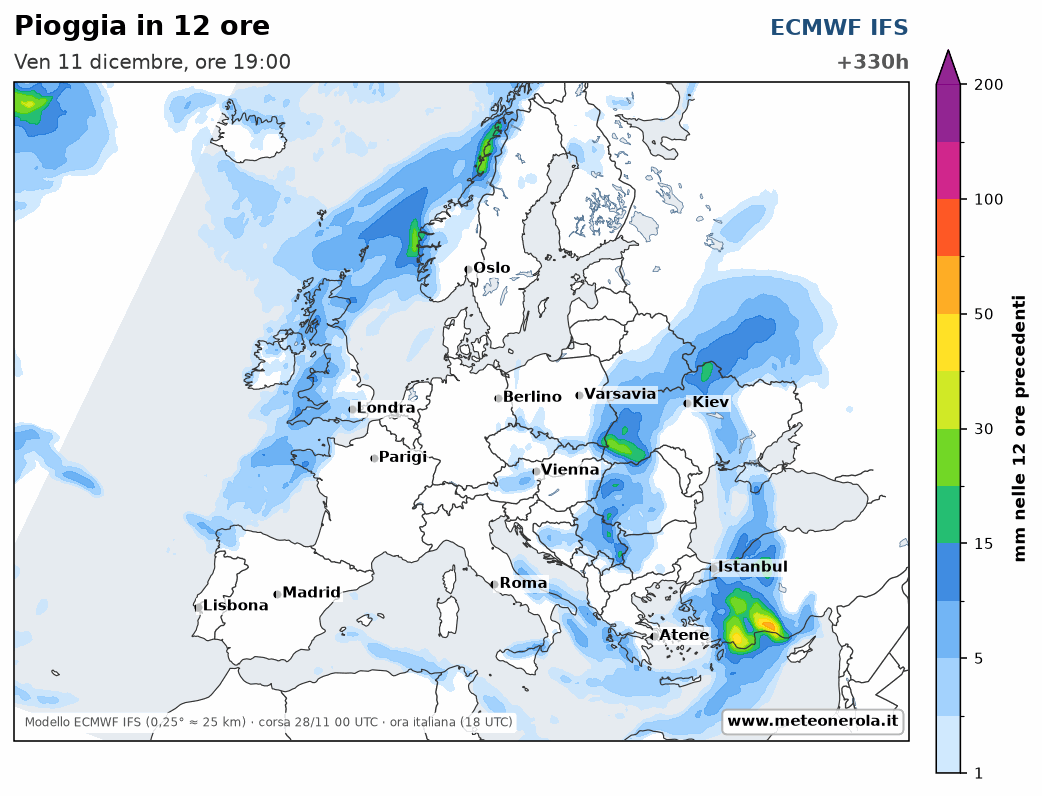 Pioggia in 12 ore
ECMWF IFS
Ven 11 dicembre, ore 19:00
+330h
200
100
50
30
15
5
1
mm nelle 12 ore precedenti
Oslo
Berlino
Varsavia
Kiev
Londra
Parigi
Vienna
Istanbul
Roma
Madrid
Lisbona
Atene
Modello ECMWF IFS (0,25° ≈ 25 km) · corsa 28/11 00 UTC · ora italiana (18 UTC)
www.meteonerola.it